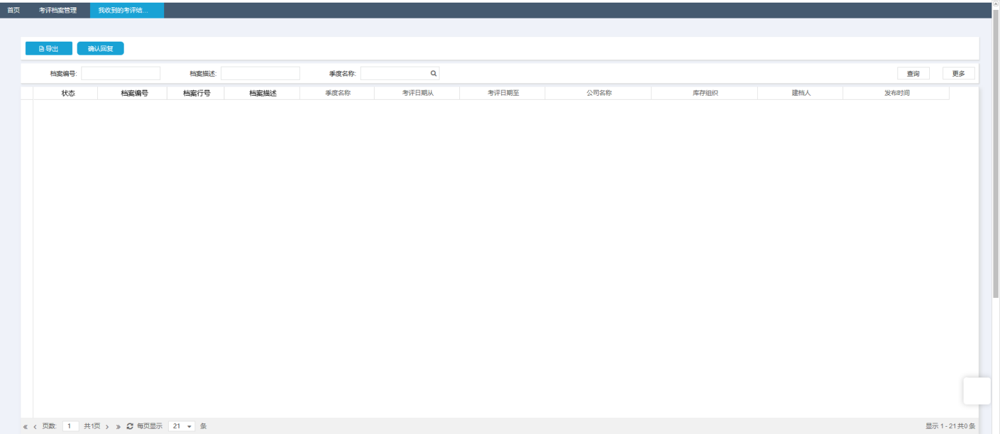 首页 考评档案管理 我收到的考评结...
导出 确认回复
档案编号: 档案描述: 季度名称: 查询 更多
状态 档案编号 档案行号 档案描述 季度名称 考评日期从 考评日期至 公司名称 库存组织 建档人 发布时间
« ‹ 页数: 1 共1页 › » 每页显示 21 条 显示 1 - 21 共0 条